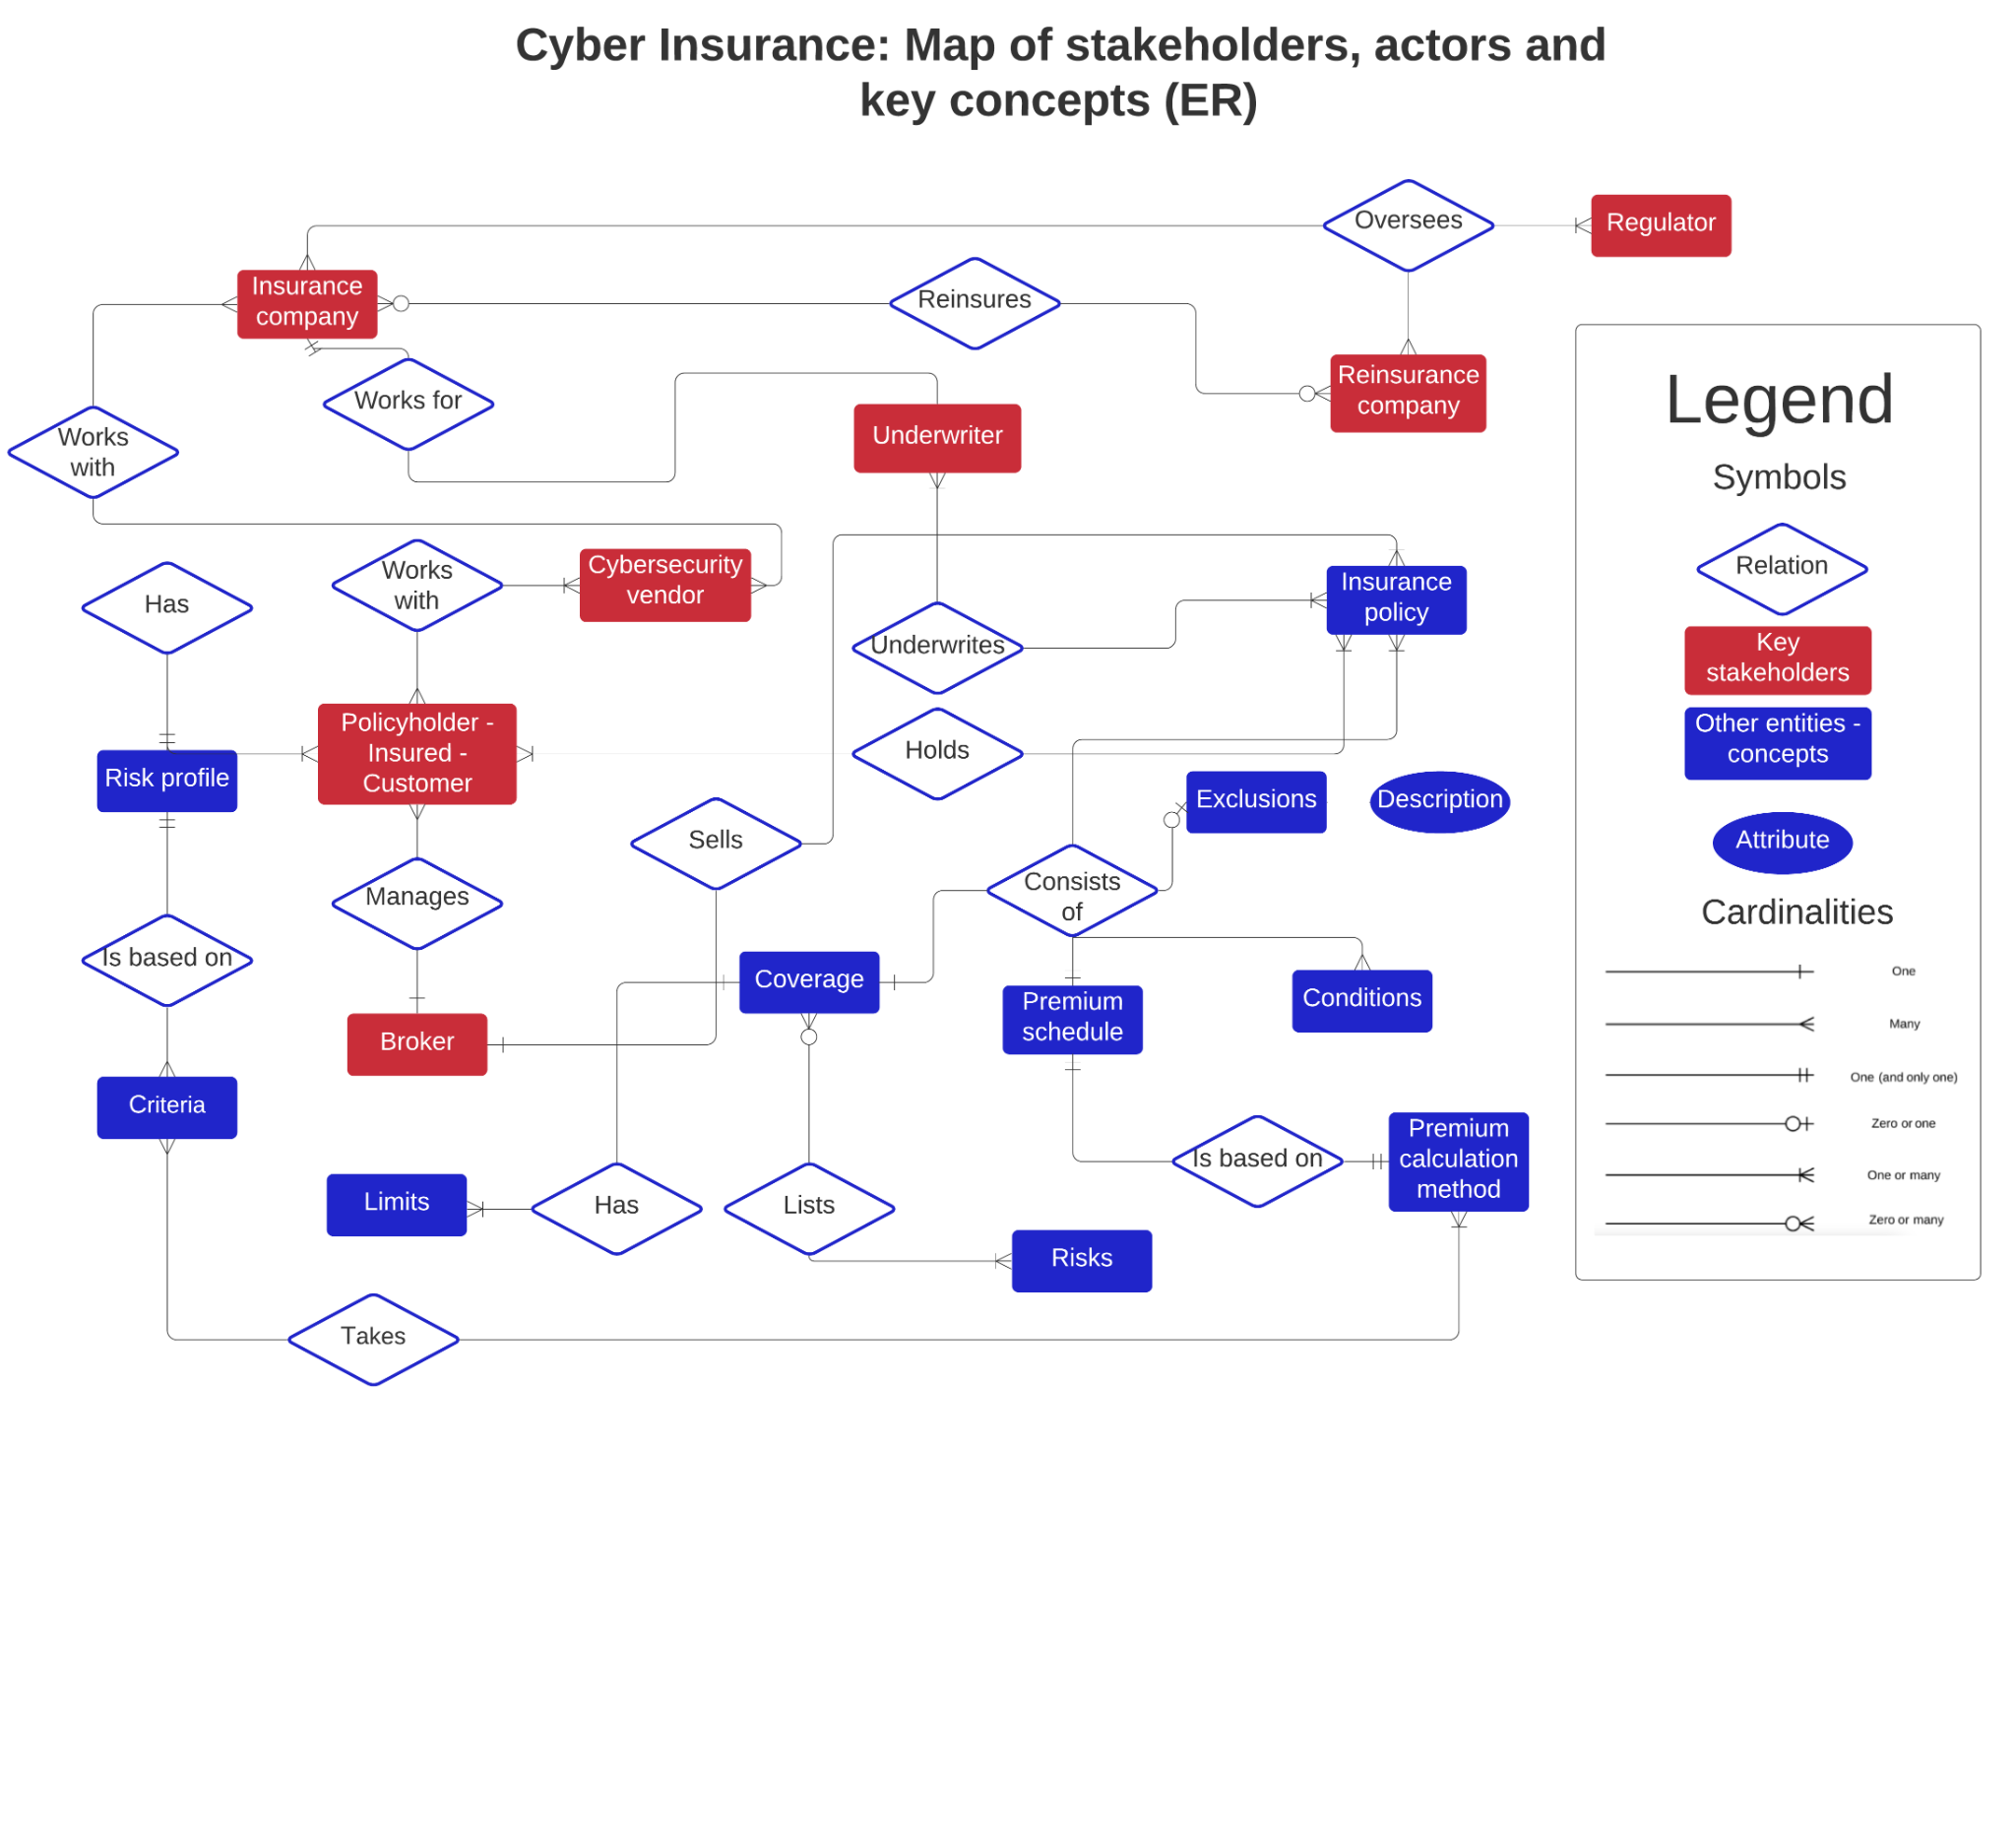 Cyber Insurance: Map of stakeholders, actors and
key concepts (ER)
Oversees
Regulator
Insurance
company
Reinsures
Reinsurance
company
Works for
Underwriter
Works
with
Has
Works
with
Cybersecurity
vendor
Insurance
policy
Underwrites
Policyholder -
Insured -
Customer
Holds
Risk profile
Exclusions
Description
Sells
Manages
Consists
of
Is based on
Coverage
Premium
schedule
Conditions
Broker
Criteria
Limits
Has
Lists
Is based on
Premium
calculation
method
Risks
Takes
Legend
Symbols
Relation
Key
stakeholders
Other entities -
concepts
Attribute
Cardinalities
One
Many
One (and only one)
Zero or one
One or many
Zero or many